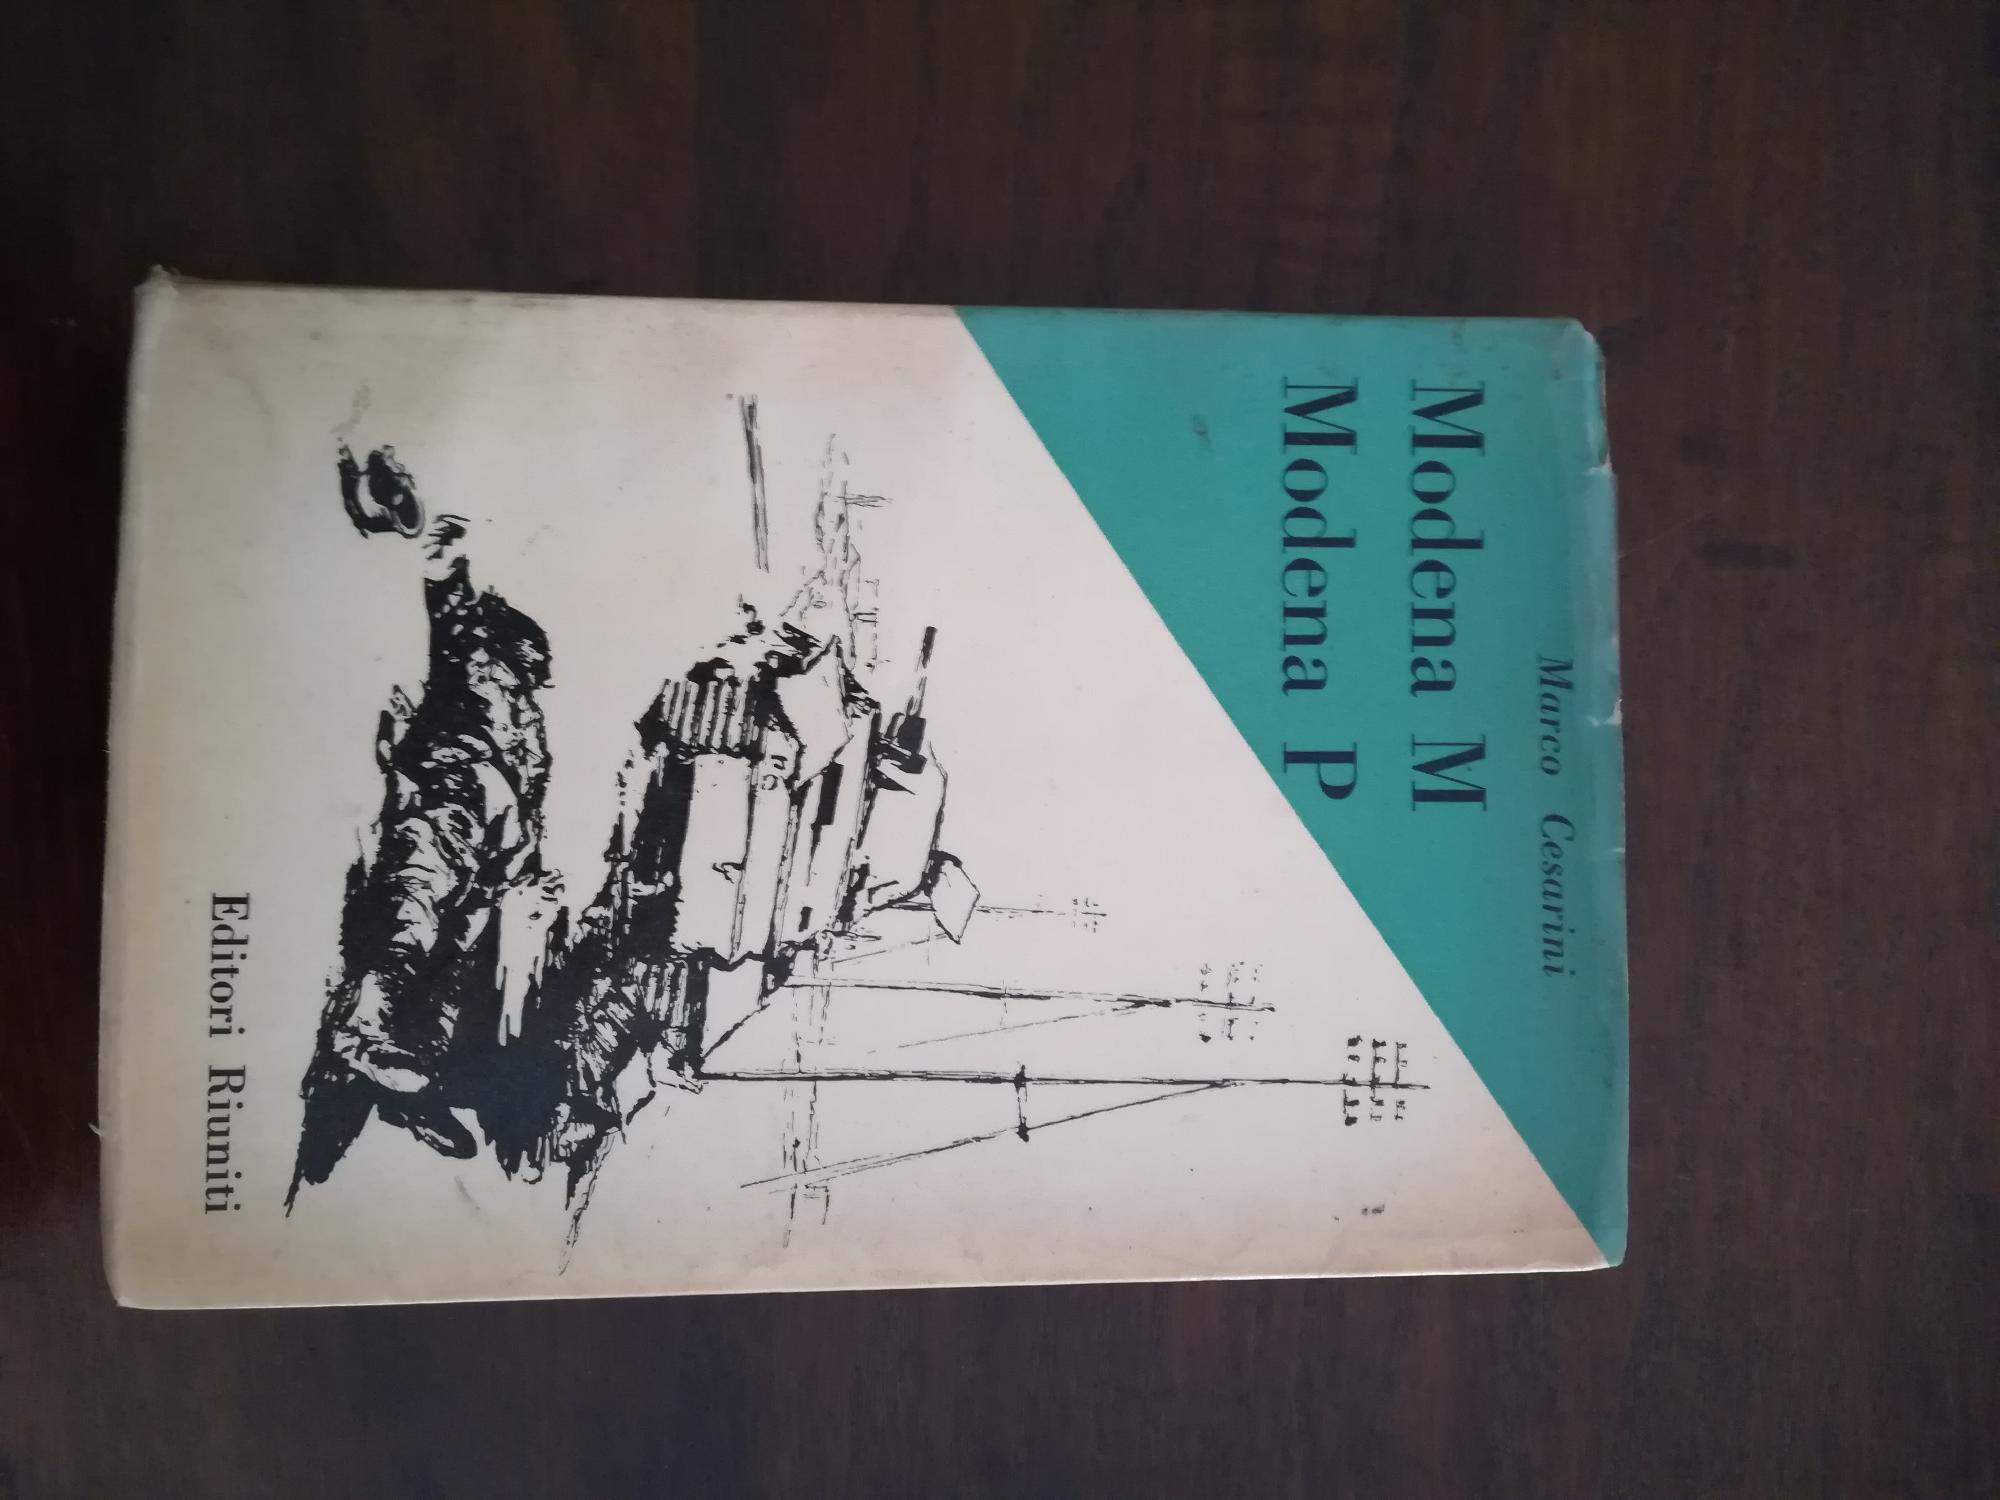 Marco Cesarini
Modena M
Modena P
Editori Riuniti